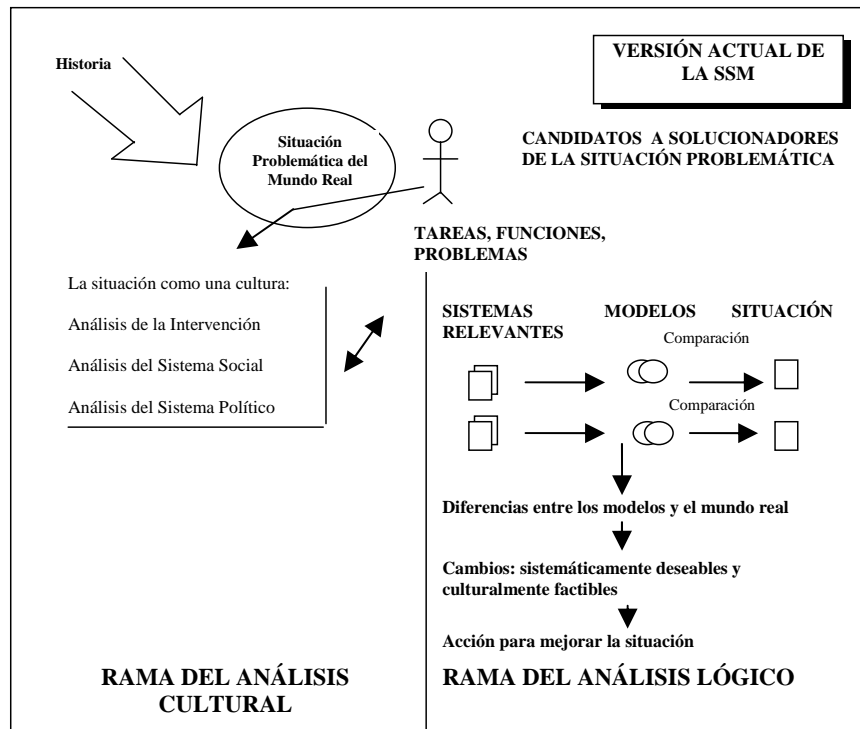 Historia
VERSIÓN ACTUAL DE
LA SSM
Situación
Problemática del
Mundo Real
CANDIDATOS A SOLUCIONADORES
DE LA SITUACIÓN PROBLEMÁTICA
TAREAS, FUNCIONES,
PROBLEMAS
La situación como una cultura:
Análisis de la Intervención
Análisis del Sistema Social
Análisis del Sistema Político
SISTEMAS
RELEVANTES
MODELOS
SITUACIÓN
Comparación
Comparación
Diferencias entre los modelos y el mundo real
Cambios: sistemáticamente deseables y
culturalmente factibles
Acción para mejorar la situación
RAMA DEL ANÁLISIS
CULTURAL
RAMA DEL ANÁLISIS LÓGICO